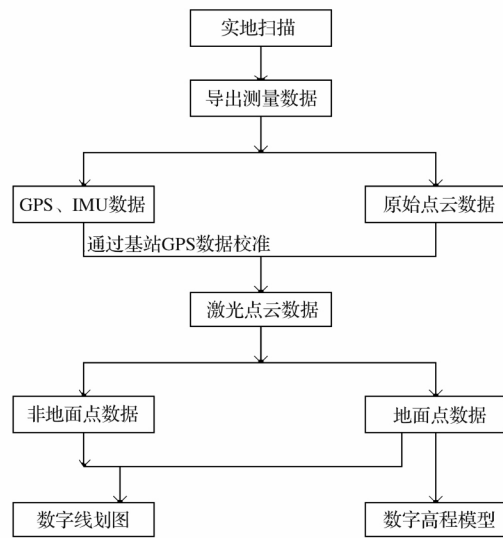 实地扫描
导出测量数据
GPS、IMU数据
原始点云数据
通过基站GPS数据校准
激光点云数据
非地面点数据
地面点数据
数字线划图
数字高程模型